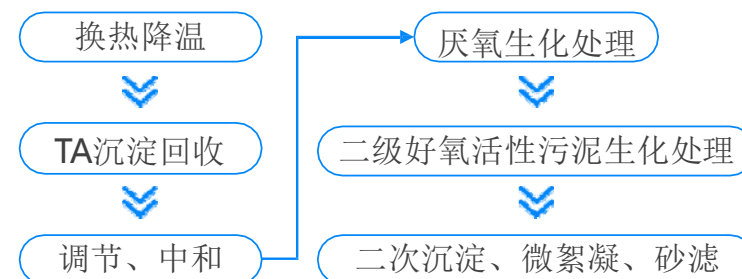 换热降温
TA沉淀回收
调节、中和
厌氧生化处理
二级好氧活性污泥生化处理
二次沉淀、微絮凝、砂滤